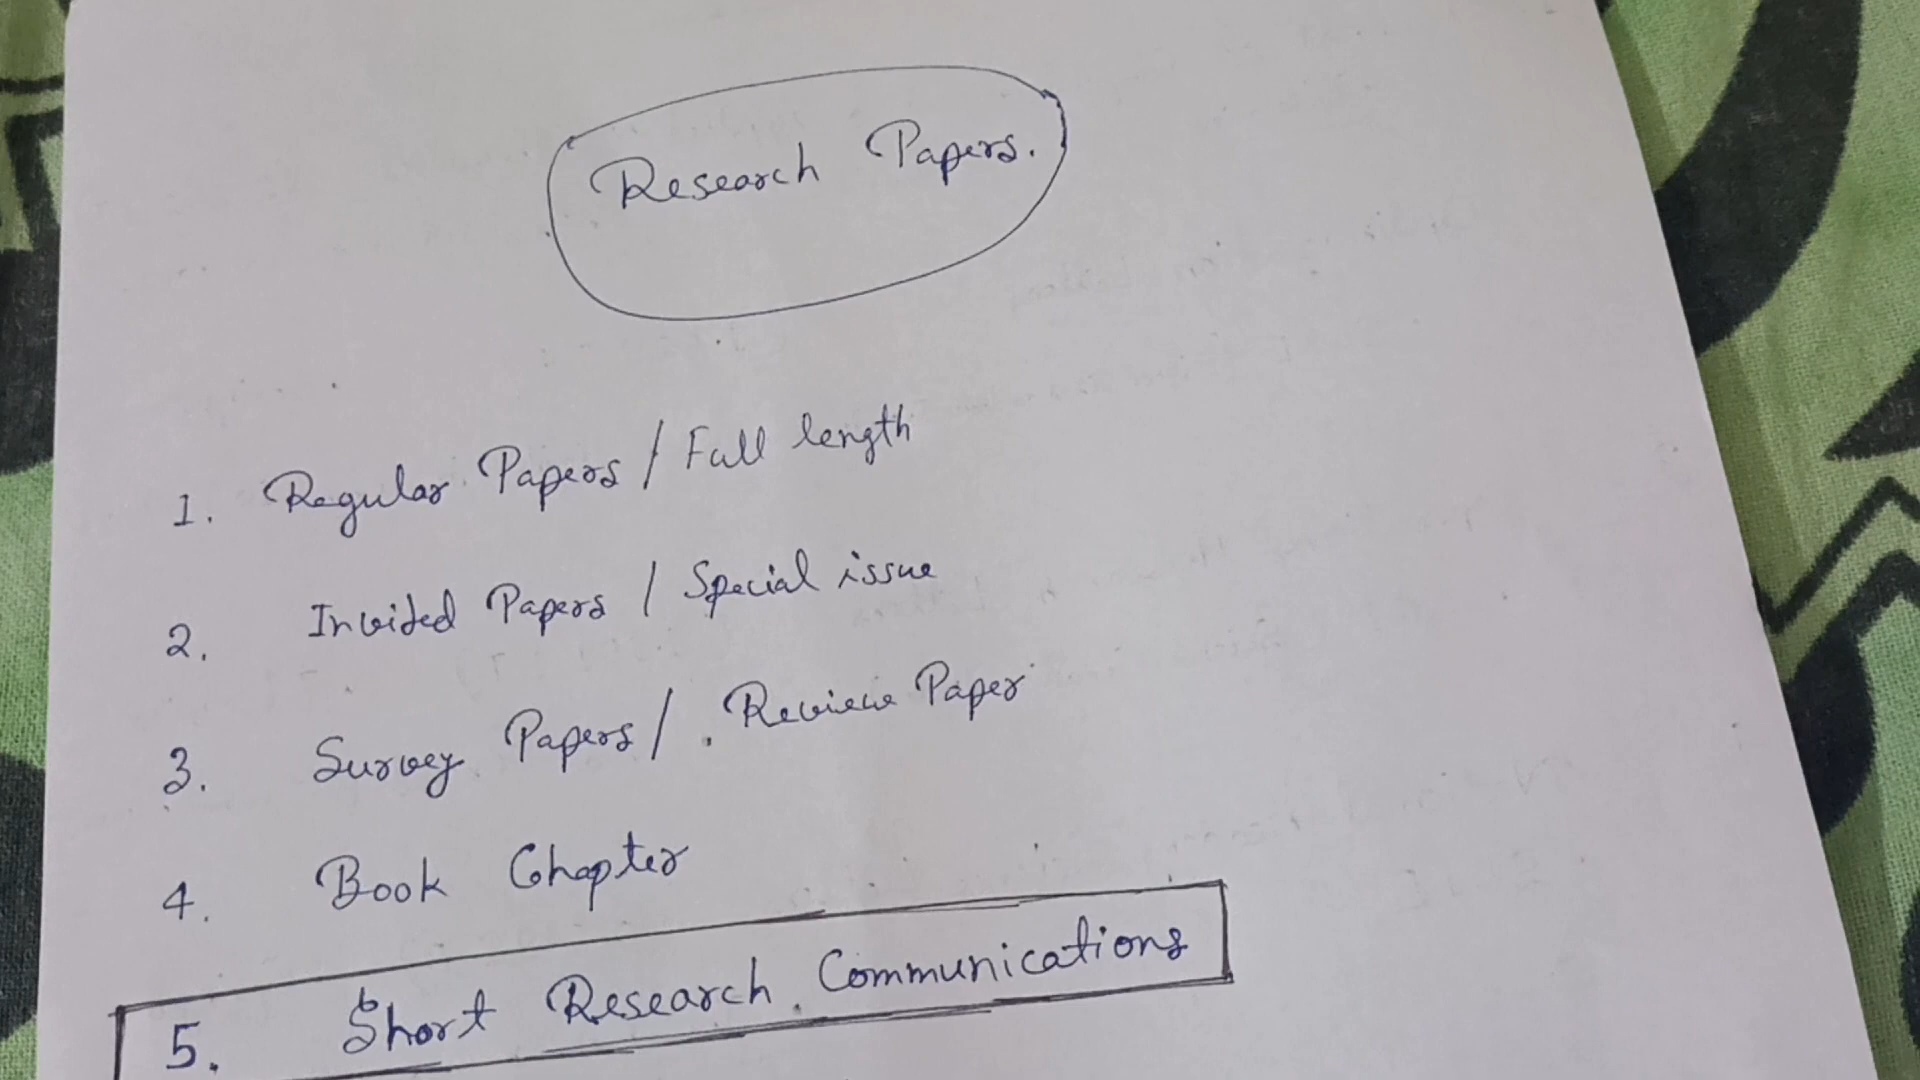 Research Papers.
1. Regular Papers / Full length
2. Invided Papers / Special issue
3. Survey Papers / Review Paper
4. Book Chapter
5. Short Research Communications